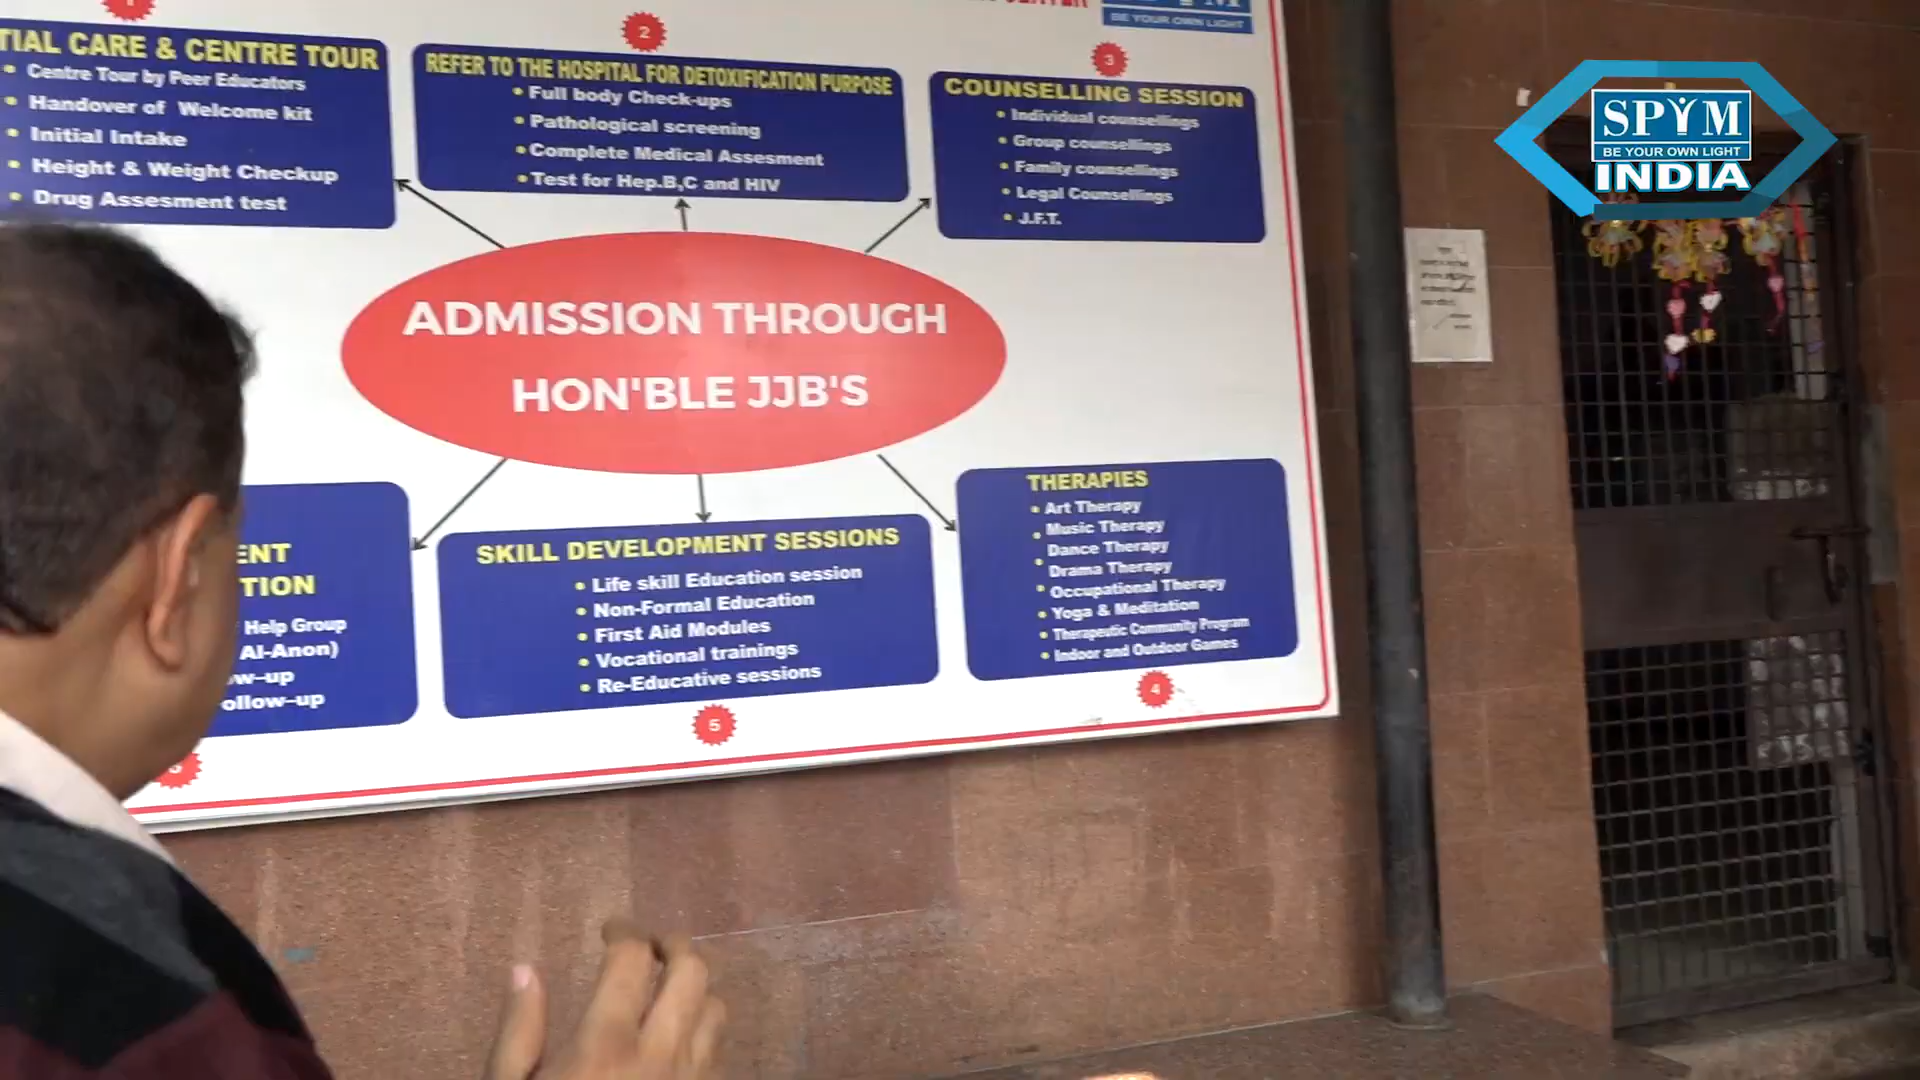 1
TIAL CARE & CENTRE TOUR
• Centre Tour by Peer Educators
• Handover of Welcome kit
• Initial Intake
• Height & Weight Checkup
• Drug Assesment test
2
REFER TO THE HOSPITAL FOR DETOXIFICATION PURPOSE
• Full body Check-ups
• Pathological screening
• Complete Medical Assesment
• Test for Hep.B,C and HIV
BE YOUR OWN LIGHT
3
COUNSELLING SESSION
• Individual counsellings
• Group counsellings
• Family counsellings
• Legal Counsellings
• J.F.T.
SPYM
BE YOUR OWN LIGHT
INDIA
ADMISSION THROUGH
HON'BLE JJB'S
THERAPIES
• Art Therapy
• Music Therapy
Dance Therapy
• Drama Therapy
• Occupational Therapy
• Yoga & Meditation
• Therapeutic Community Program
• Indoor and Outdoor Games
4
SKILL DEVELOPMENT SESSIONS
• Life skill Education session
• Non-Formal Education
• First Aid Modules
• Vocational trainings
• Re-Educative sessions
5
ENT
TION
Help Group
Al-Anon)
ow-up
ollow-up